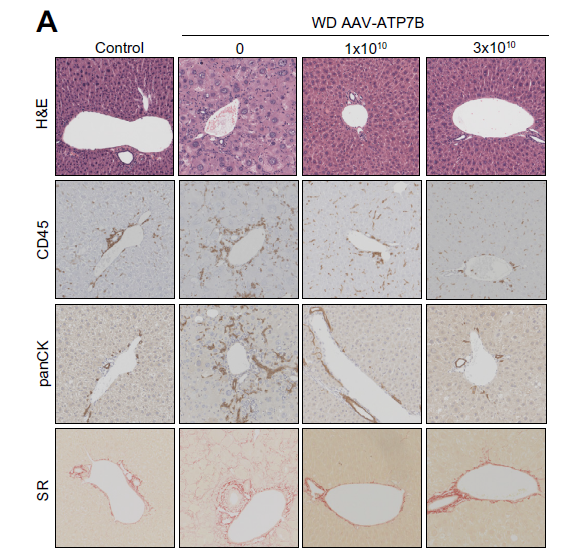 A
WD AAV-ATP7B
Control 0 1x10¹⁰ 3x10¹⁰
H&E
CD45
panCK
SR